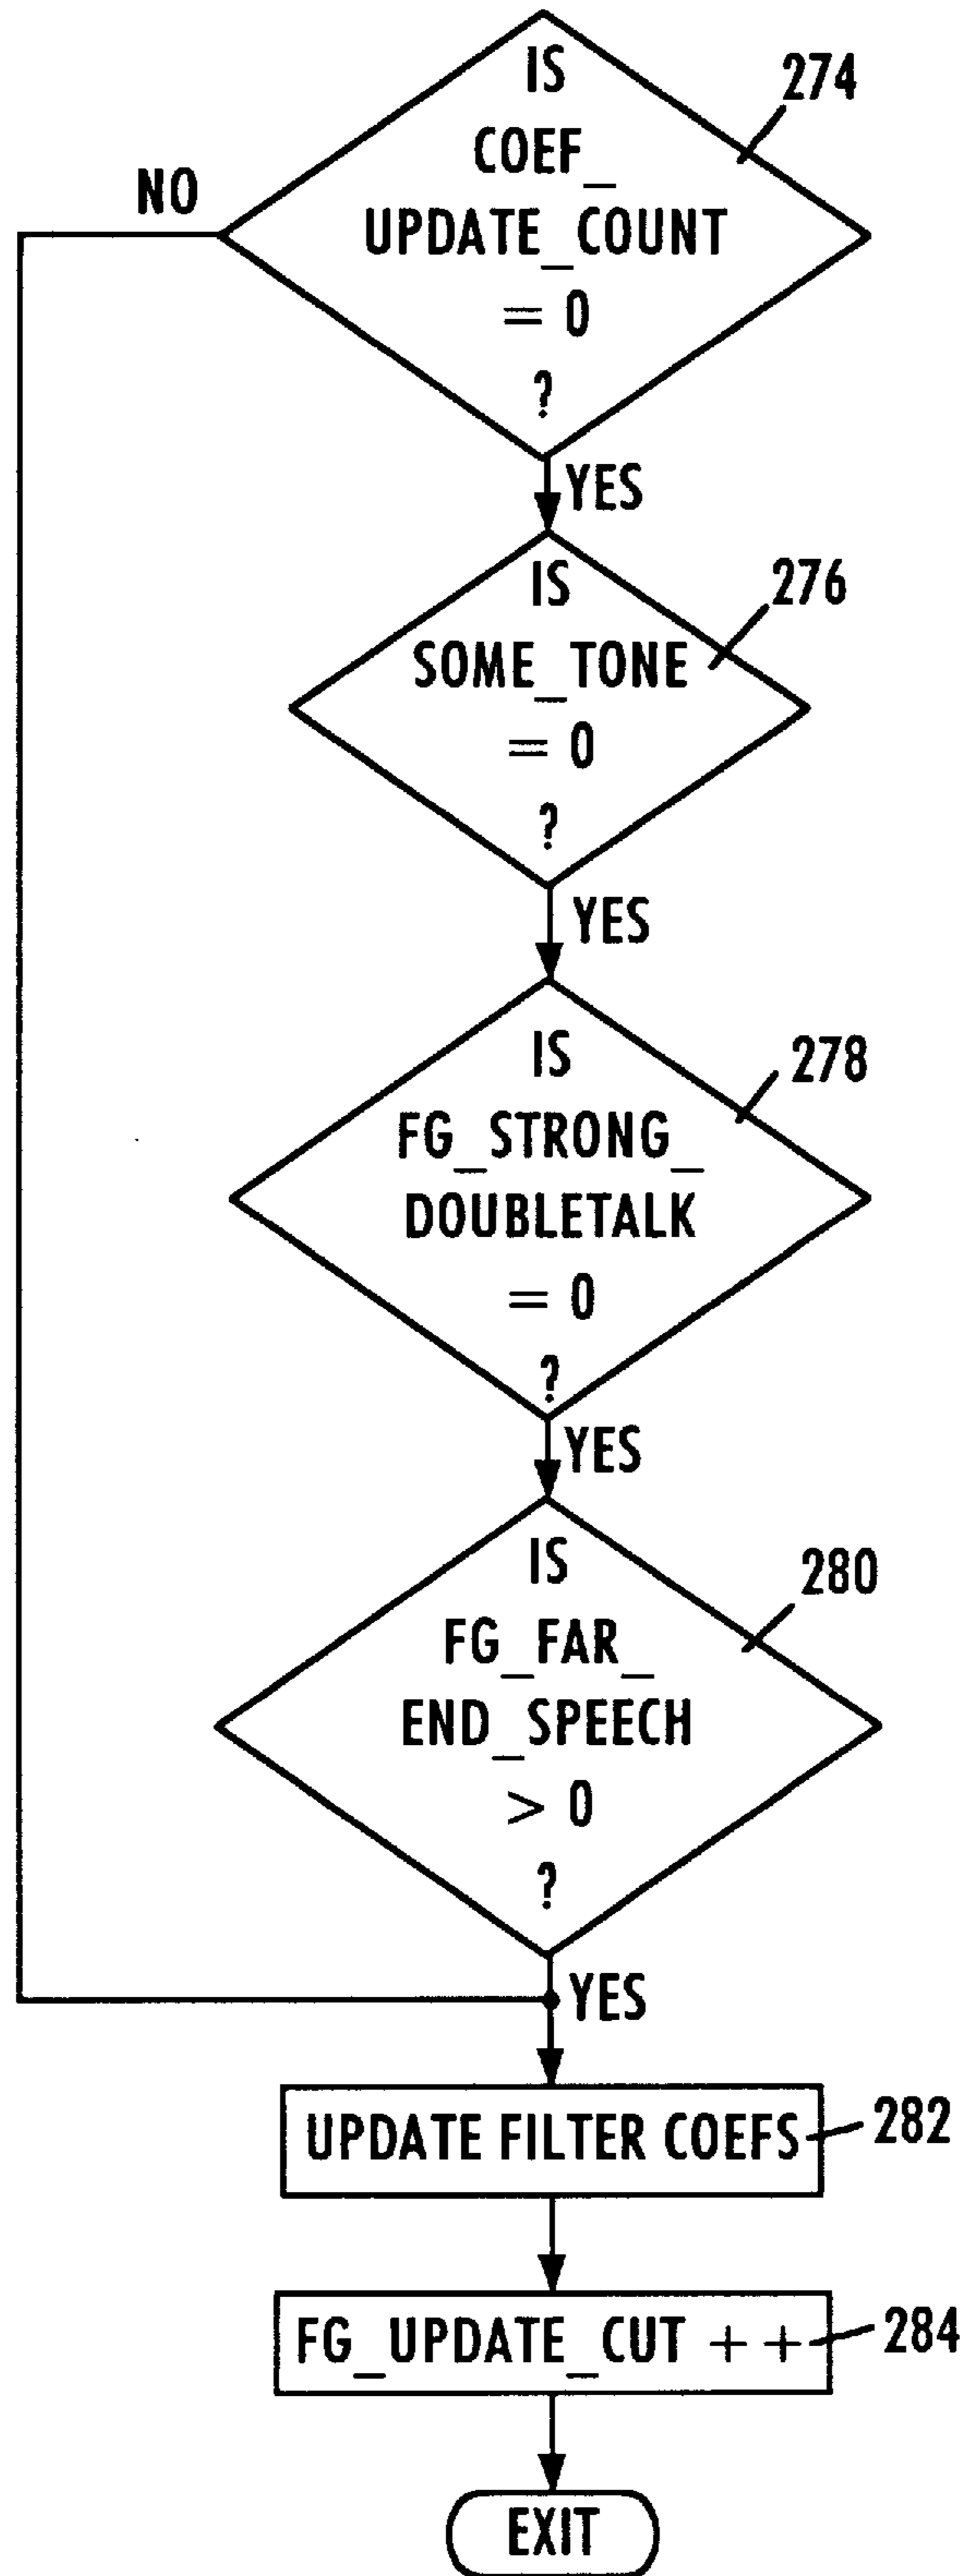 IS
COEF_
UPDATE_COUNT
= 0
?
274
NO
YES
IS
SOME_TONE
= 0
?
276
YES
IS
FG_STRONG_
DOUBLETALK
= 0
?
278
YES
IS
FG_FAR_
END_SPEECH
> 0
?
280
YES
UPDATE FILTER COEFS
282
FG_UPDATE_CUT + +
284
EXIT